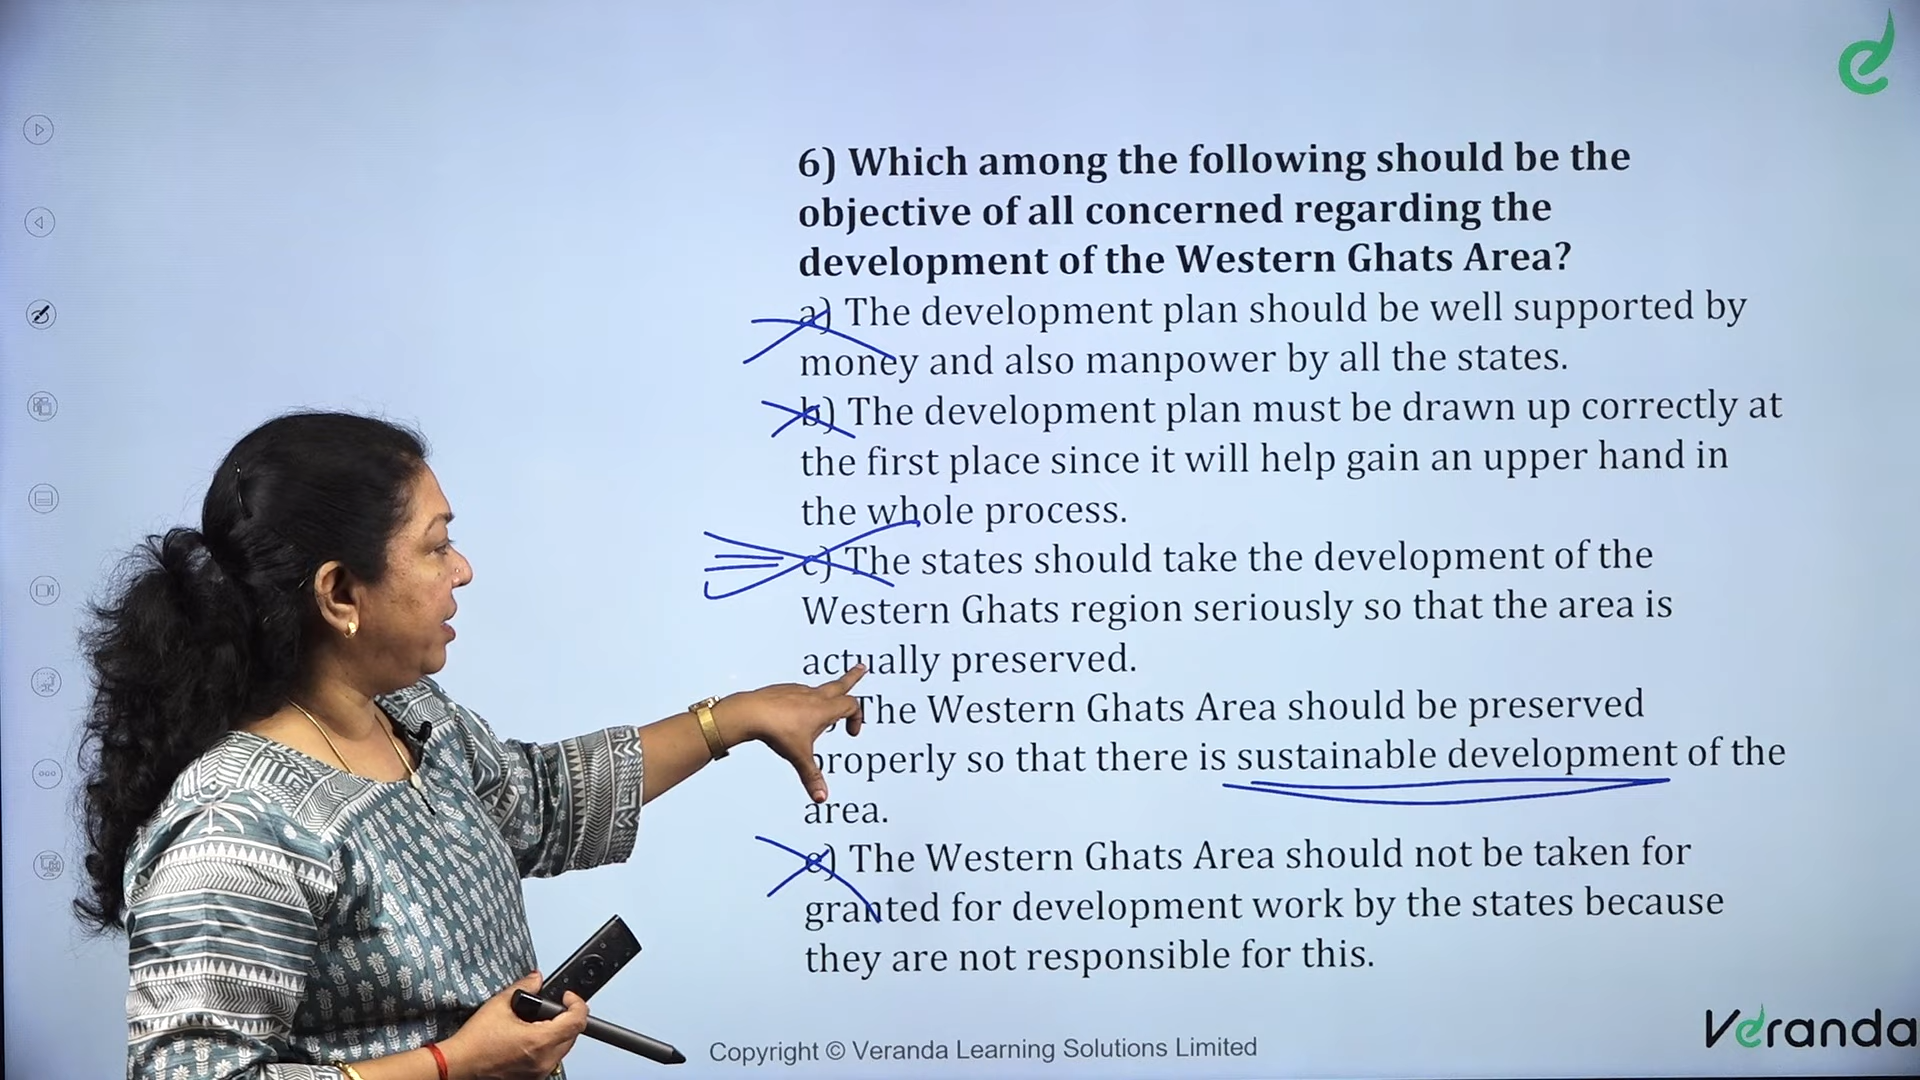 6) Which among the following should be the
objective of all concerned regarding the
development of the Western Ghats Area?
a) The development plan should be well supported by
money and also manpower by all the states.
b) The development plan must be drawn up correctly at
the first place since it will help gain an upper hand in
the whole process.
c) The states should take the development of the
Western Ghats region seriously so that the area is
actually preserved.
The Western Ghats Area should be preserved
properly so that there is sustainable development of the
area.
e) The Western Ghats Area should not be taken for
granted for development work by the states because
they are not responsible for this.
Veranda
Copyright © Veranda Learning Solutions Limited